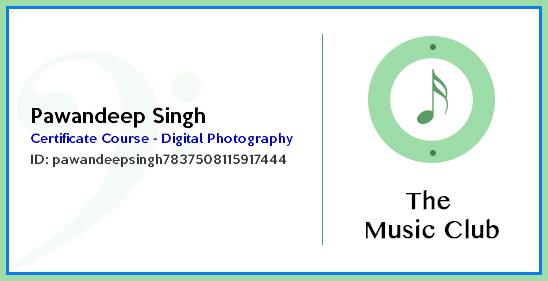 Pawandeep Singh
Certificate Course - Digital Photography
ID: pawandeepsingh7837508115917444
The
Music Club